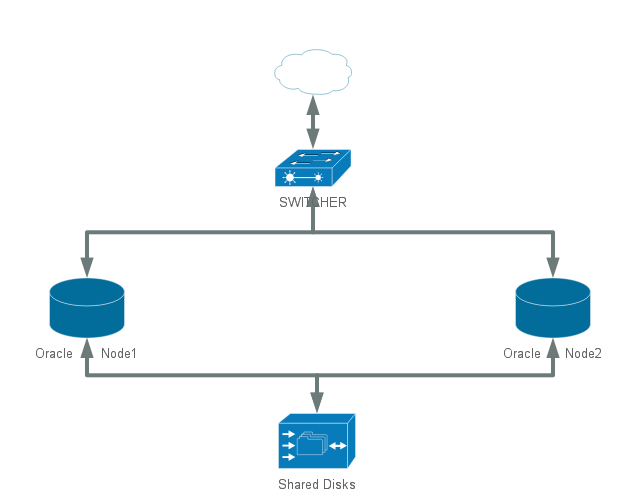 SWITCHER
Oracle Node1
Oracle Node2
Shared Disks